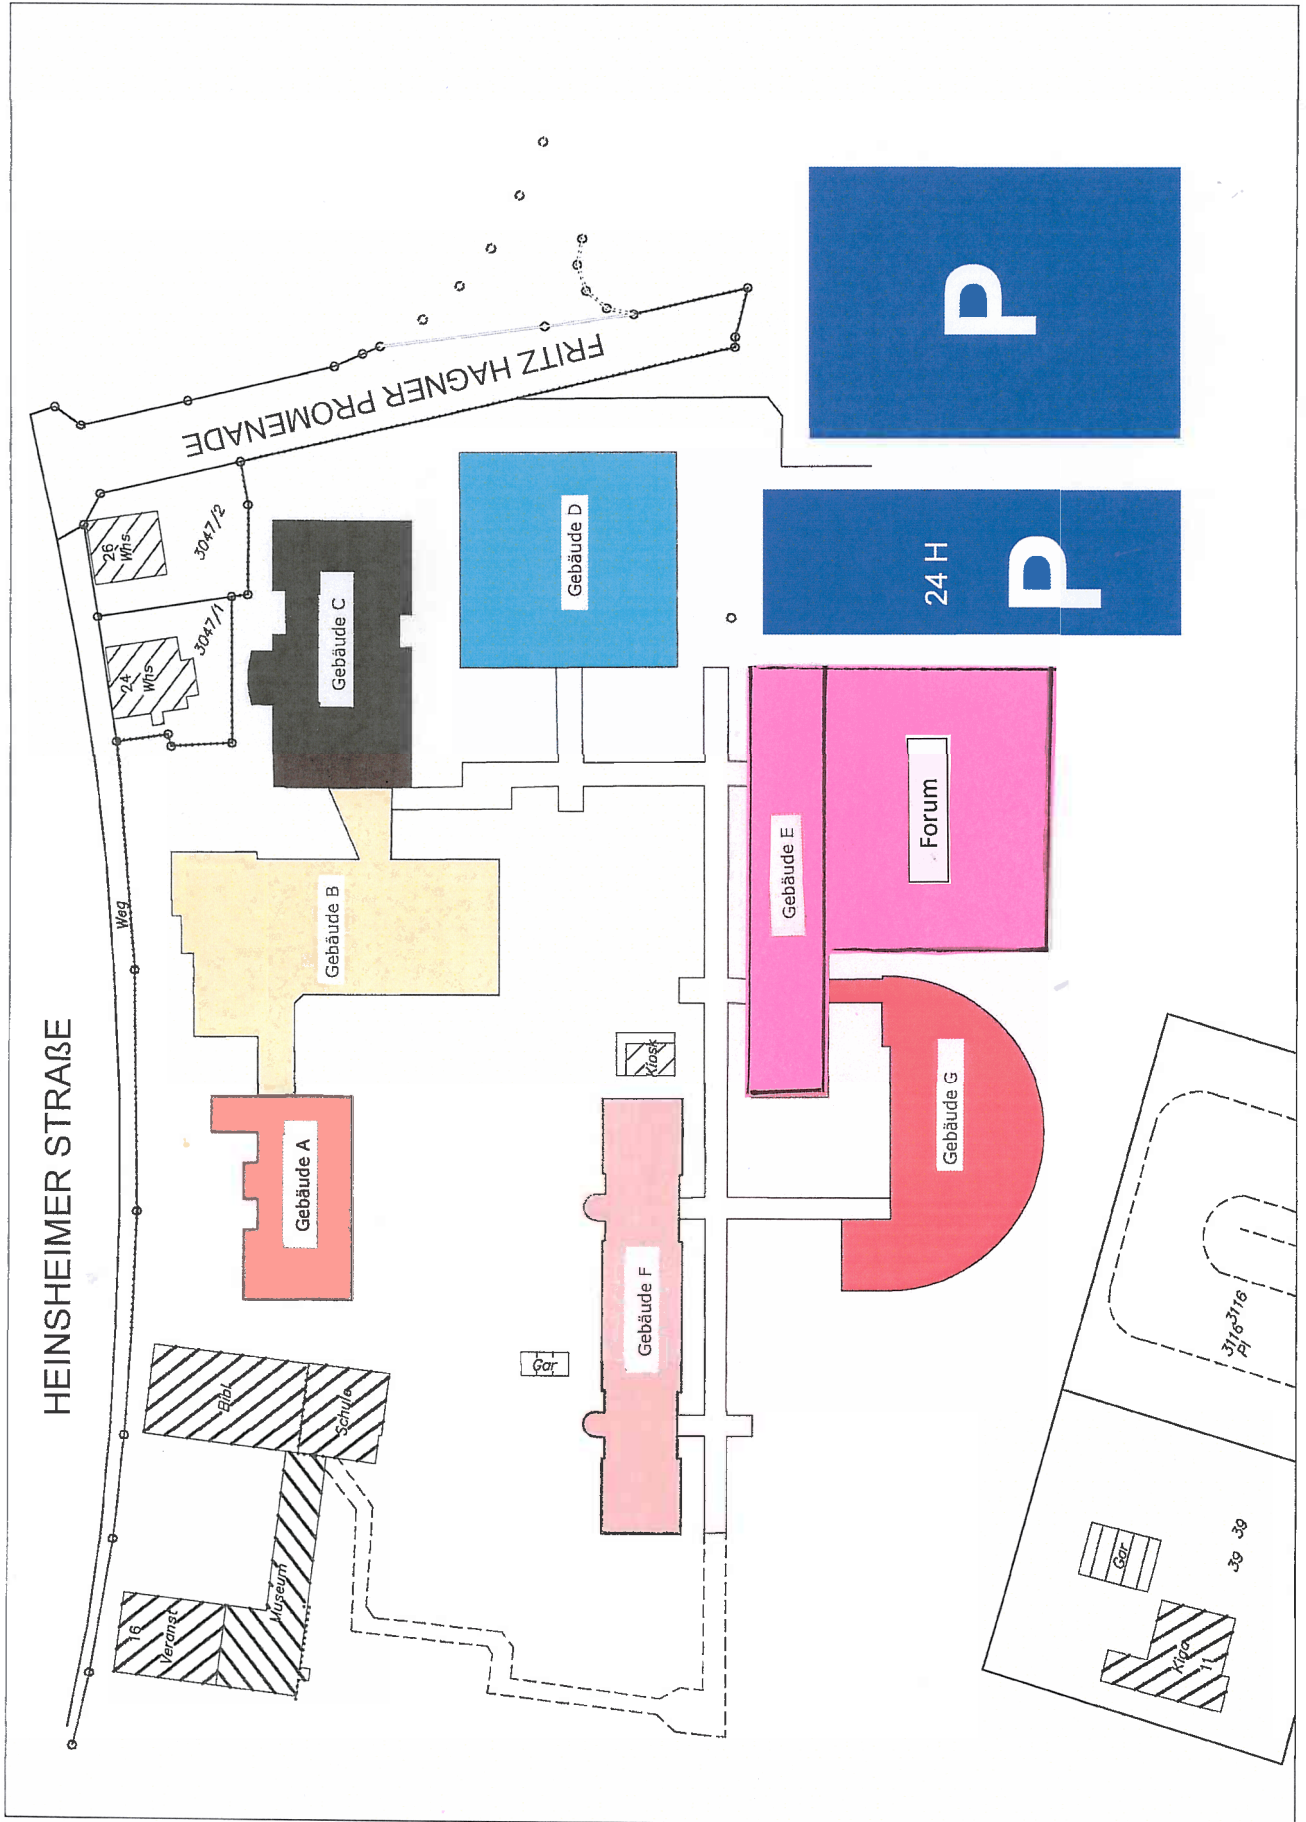 HEINSHEIMER STRAßE
Weg
FRITZ HAGNER PROMENADE
16
Veranst
Museum
Bibl.
Schule
24
Whs
3047/1
26
Whs
3047/2
Gebäude A
Gebäude B
Gebäude C
Gar
Gebäude F
Kiosk
Gebäude D
Gebäude E
Forum
Gebäude G
24 H
P
P
3116
3116
Pl
Gar
39
39
Kiga
11